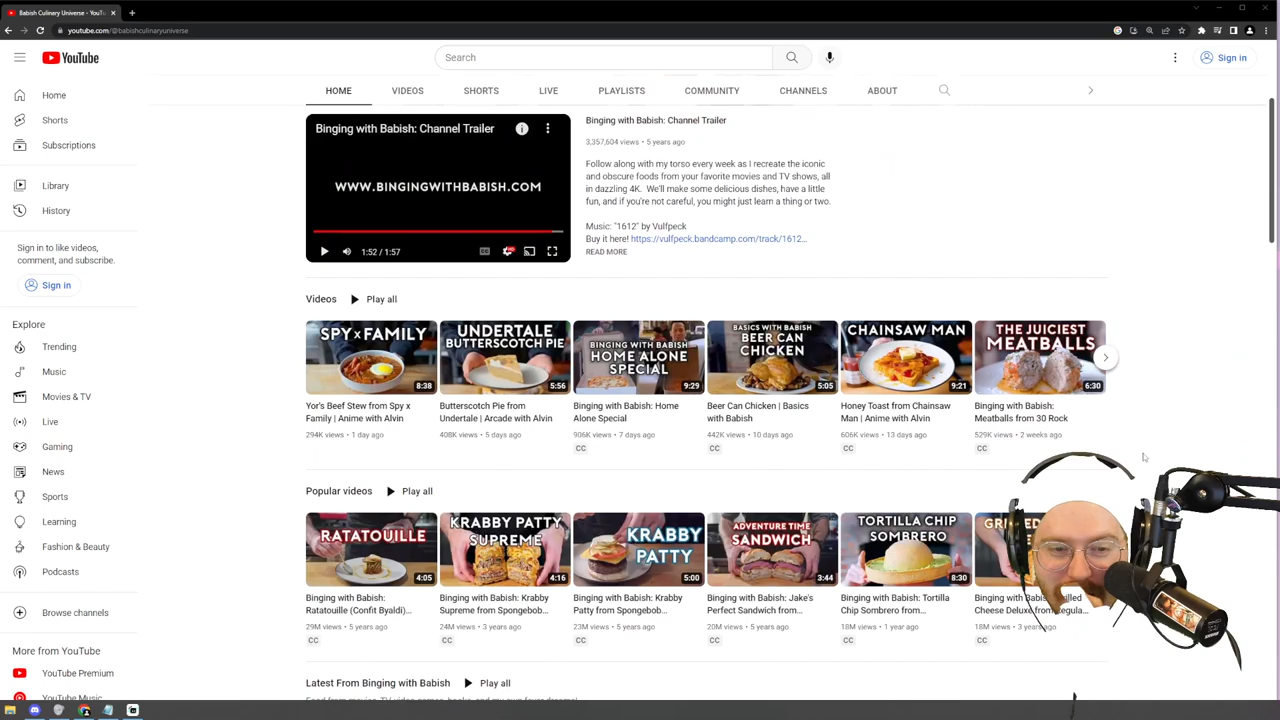 Babish Culinary Universe - YouTu
youtube.com/@babishculinaryuniverse
YouTube
Search
Sign in
HOME
VIDEOS
SHORTS
LIVE
PLAYLISTS
COMMUNITY
CHANNELS
ABOUT
Home
Shorts
Subscriptions
Library
History
Sign in to like videos,
comment, and subscribe.
Sign in
Explore
Trending
Music
Movies & TV
Live
Gaming
News
Sports
Learning
Fashion & Beauty
Podcasts
Browse channels
More from YouTube
YouTube Premium
YouTube Music
Binging with Babish: Channel Trailer
WWW.BINGINGWITHBABISH.COM
1:52 / 1:57
Binging with Babish: Channel Trailer
3,357,604 views • 5 years ago
Follow along with my torso every week as I recreate the iconic
and obscure foods from your favorite movies and TV shows, all
in dazzling 4K. We'll make some delicious dishes, have a little
fun, and if you're not careful, you might just learn a thing or two.
Music: "1612" by Vulfpeck
Buy it here! https://vulfpeck.bandcamp.com/track/1612...
READ MORE
Videos
Play all
SPY x FAMILY
8:38
Yor's Beef Stew from Spy x
Family | Anime with Alvin
294K views • 1 day ago
UNDERTALE
BUTTERSCOTCH PIE
5:56
Butterscotch Pie from
Undertale | Arcade with Alvin
408K views • 5 days ago
BINGING WITH BABISH
HOME ALONE
SPECIAL
9:29
Binging with Babish: Home
Alone Special
906K views • 7 days ago
CC
BASICS WITH BABISH
BEER CAN
CHICKEN
5:05
Beer Can Chicken | Basics
with Babish
442K views • 10 days ago
CC
CHAINSAW MAN
9:21
Honey Toast from Chainsaw
Man | Anime with Alvin
606K views • 13 days ago
CC
THE JUICIEST
MEATBALLS
6:30
Binging with Babish:
Meatballs from 30 Rock
529K views • 2 weeks ago
CC
Popular videos
Play all
RATATOUILLE
4:05
Binging with Babish:
Ratatouille (Confit Byaldi)...
29M views • 5 years ago
CC
KRABBY PATTY
SUPREME
4:16
Binging with Babish: Krabby
Supreme from Spongebob...
24M views • 3 years ago
CC
KRABBY
PATTY
5:00
Binging with Babish: Krabby
Patty from Spongebob...
23M views • 5 years ago
CC
ADVENTURE TIME
SANDWICH
3:44
Binging with Babish: Jake's
Perfect Sandwich from...
20M views • 5 years ago
TORTILLA CHIP
SOMBRERO
8:30
Binging with Babish: Tortilla
Chip Sombrero from...
18M views • 1 year ago
CC
Binging with
Cheese Deluxe from
18M views • 3 years ago
CC
Latest From Binging with Babish
Play all